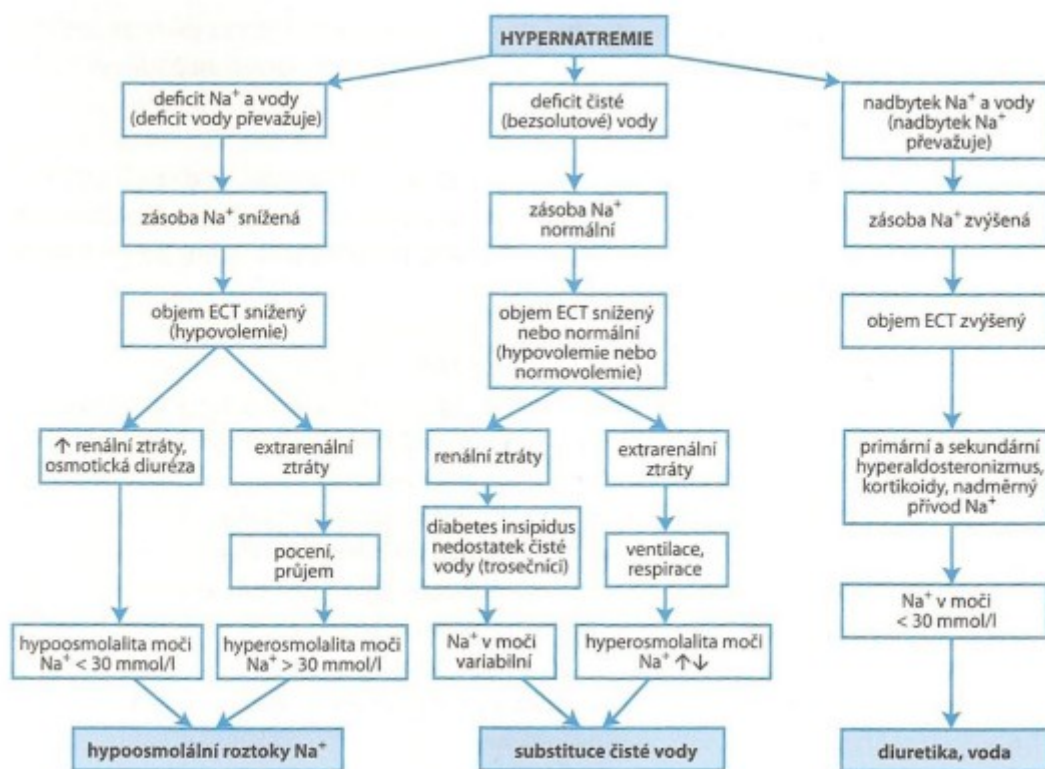 HYPERNATREMIE
deficit Na⁺ a vody
(deficit vody převažuje)
deficit čisté
(bezsolutové) vody
nadbytek Na⁺ a vody
(nadbytek Na⁺
převažuje)
zásoba Na⁺ snížená
zásoba Na⁺
normální
zásoba Na⁺ zvýšená
objem ECT snížený
(hypovolemie)
objem ECT snížený
nebo normální
(hypovolemie nebo
normovolemie)
objem ECT zvýšený
↑ renální ztráty,
osmotická diuréza
extrarenální
ztráty
renální ztráty
extrarenální
ztráty
primární a sekundární
hyperaldosteronizmus,
kortikoidy, nadměrný
přívod Na⁺
pocení,
průjem
diabetes insipidus
nedostatek čisté
vody (trosečníci)
ventilace,
respirace
Na⁺ v moči
< 30 mmol/l
hypoosmolalita moči
Na⁺ < 30 mmol/l
hyperosmolalita moči
Na⁺ > 30 mmol/l
Na⁺ v moči
variabilní
hyperosmolalita moči
Na⁺ ↑↓
hypoosmolální roztoky Na⁺
substituce čisté vody
diuretika, voda